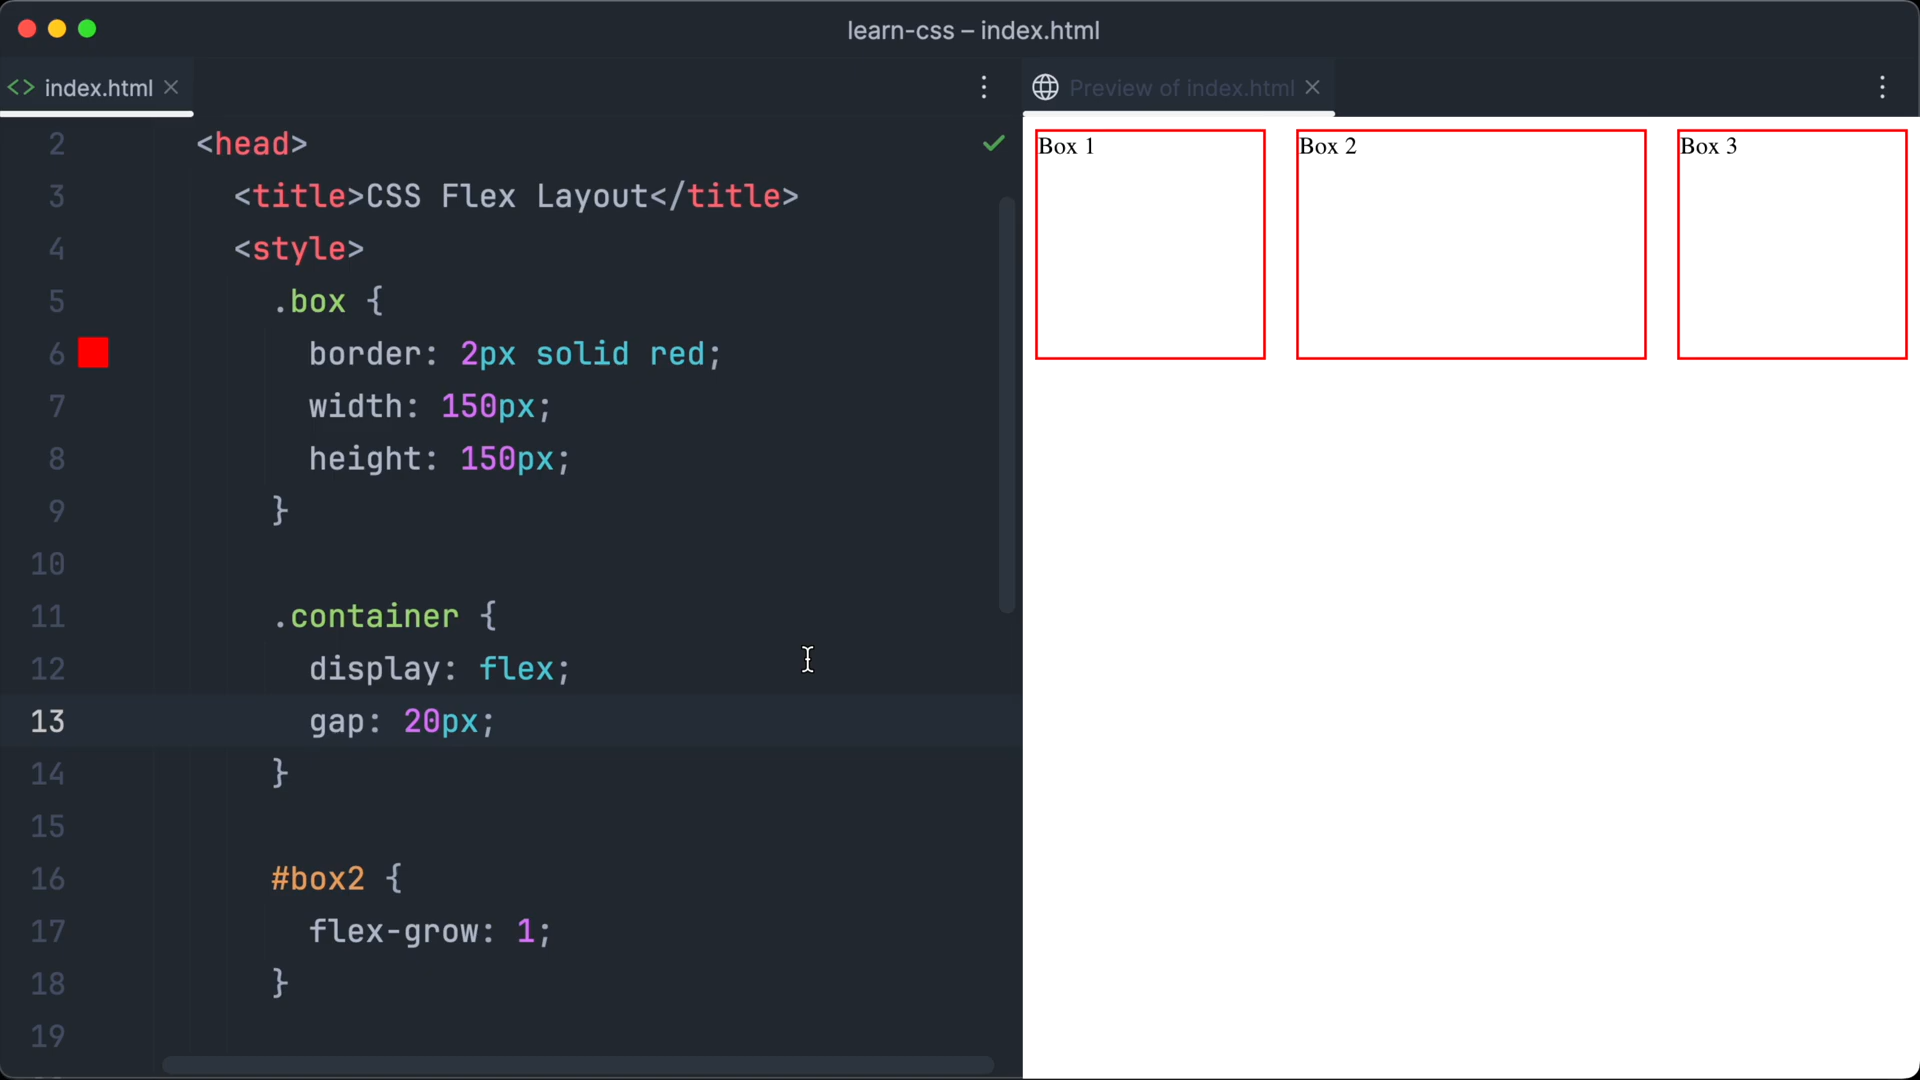 learn-css – index.html
<> index.html
Preview of index.html
2 <head>
3 <title>CSS Flex Layout</title>
4 <style>
5 .box {
6 border: 2px solid red;
7 width: 150px;
8 height: 150px;
9 }
10
11 .container {
12 display: flex;
13 gap: 20px;
14 }
15
16 #box2 {
17 flex-grow: 1;
18 }
19
Box 1
Box 2
Box 3